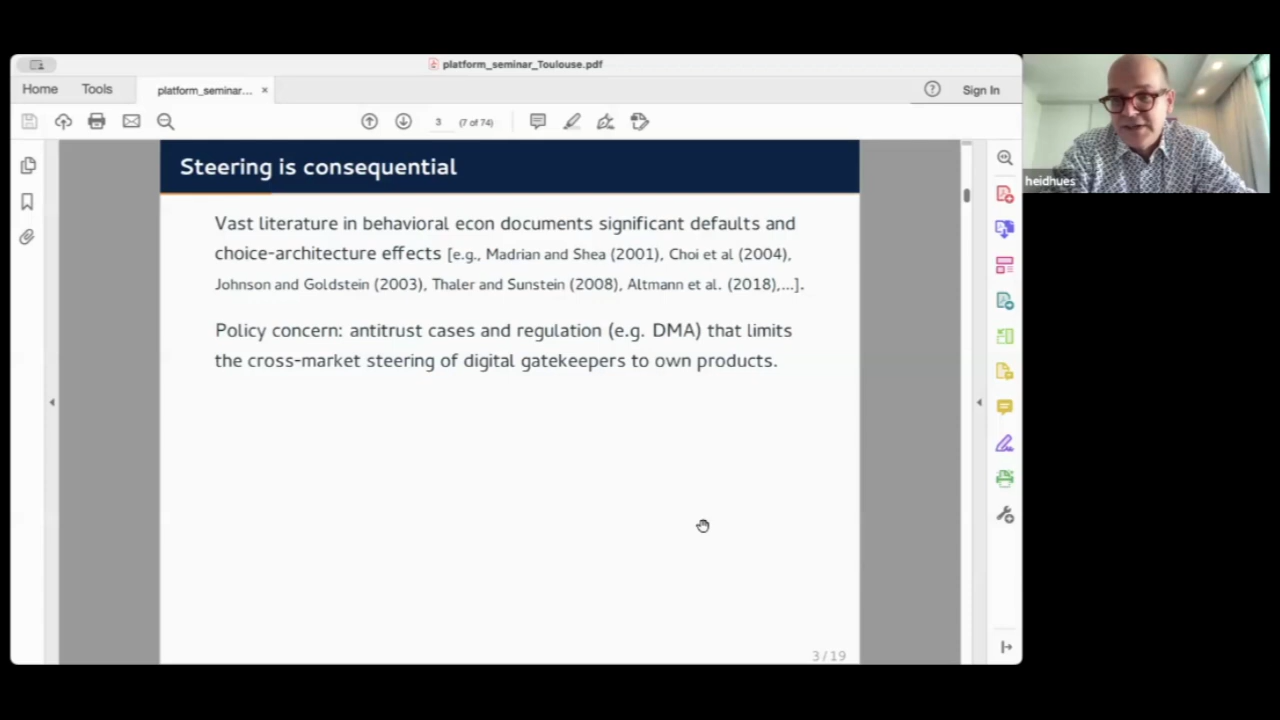 platform_seminar_Toulouse.pdf
Home
Tools
platform_seminar...
×
Sign In
3
(7 of 74)
Steering is consequential
Vast literature in behavioral econ documents significant defaults and
choice-architecture effects [e.g., Madrian and Shea (2001), Choi et al (2004),
Johnson and Goldstein (2003), Thaler and Sunstein (2008), Altmann et al. (2018),...].
Policy concern: antitrust cases and regulation (e.g. DMA) that limits
the cross-market steering of digital gatekeepers to own products.
3 / 19
heidhues